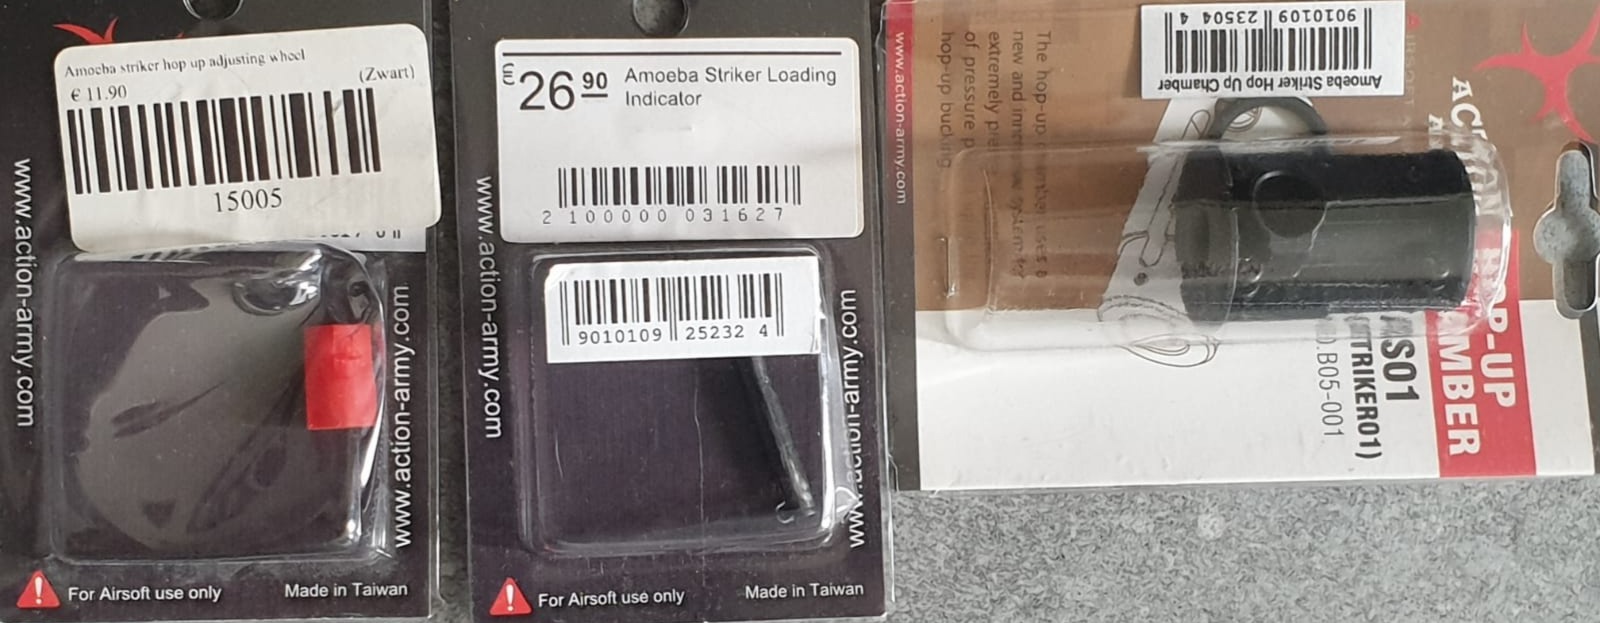 Amoeba striker hop up adjusting wheel
(Zwart)
€ 11.90
15005
www.action-army.com
www.action-army.com
For Airsoft use only
Made in Taiwan
€26 90
Amoeba Striker Loading
Indicator
2 100000 031627
9010109 25232 4
www.action-army.com
www.action-army.com
For Airsoft use only
Made in Taiwan
Amoeba Striker Hop Up Chamber
9010109 23504 4
www.action-army.com
The hop-up
new and
extremely
of pressure
hop-up bucking
HOP-UP
(STRIKER01)
B05-001